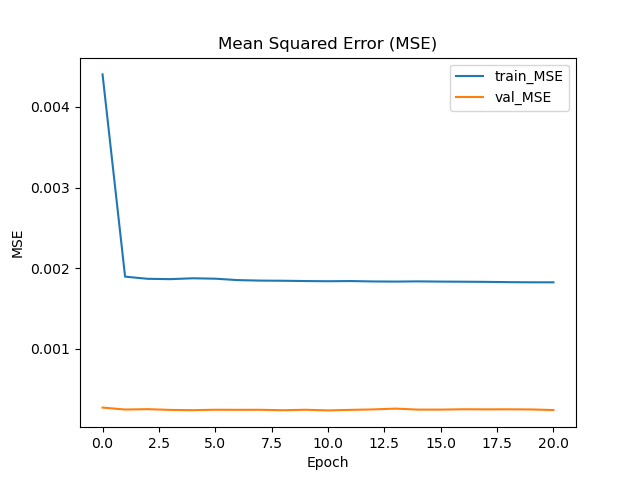 Mean Squared Error (MSE)
train_MSE
val_MSE
0.004
0.003
0.002
0.001
MSE
0.0 2.5 5.0 7.5 10.0 12.5 15.0 17.5 20.0
Epoch